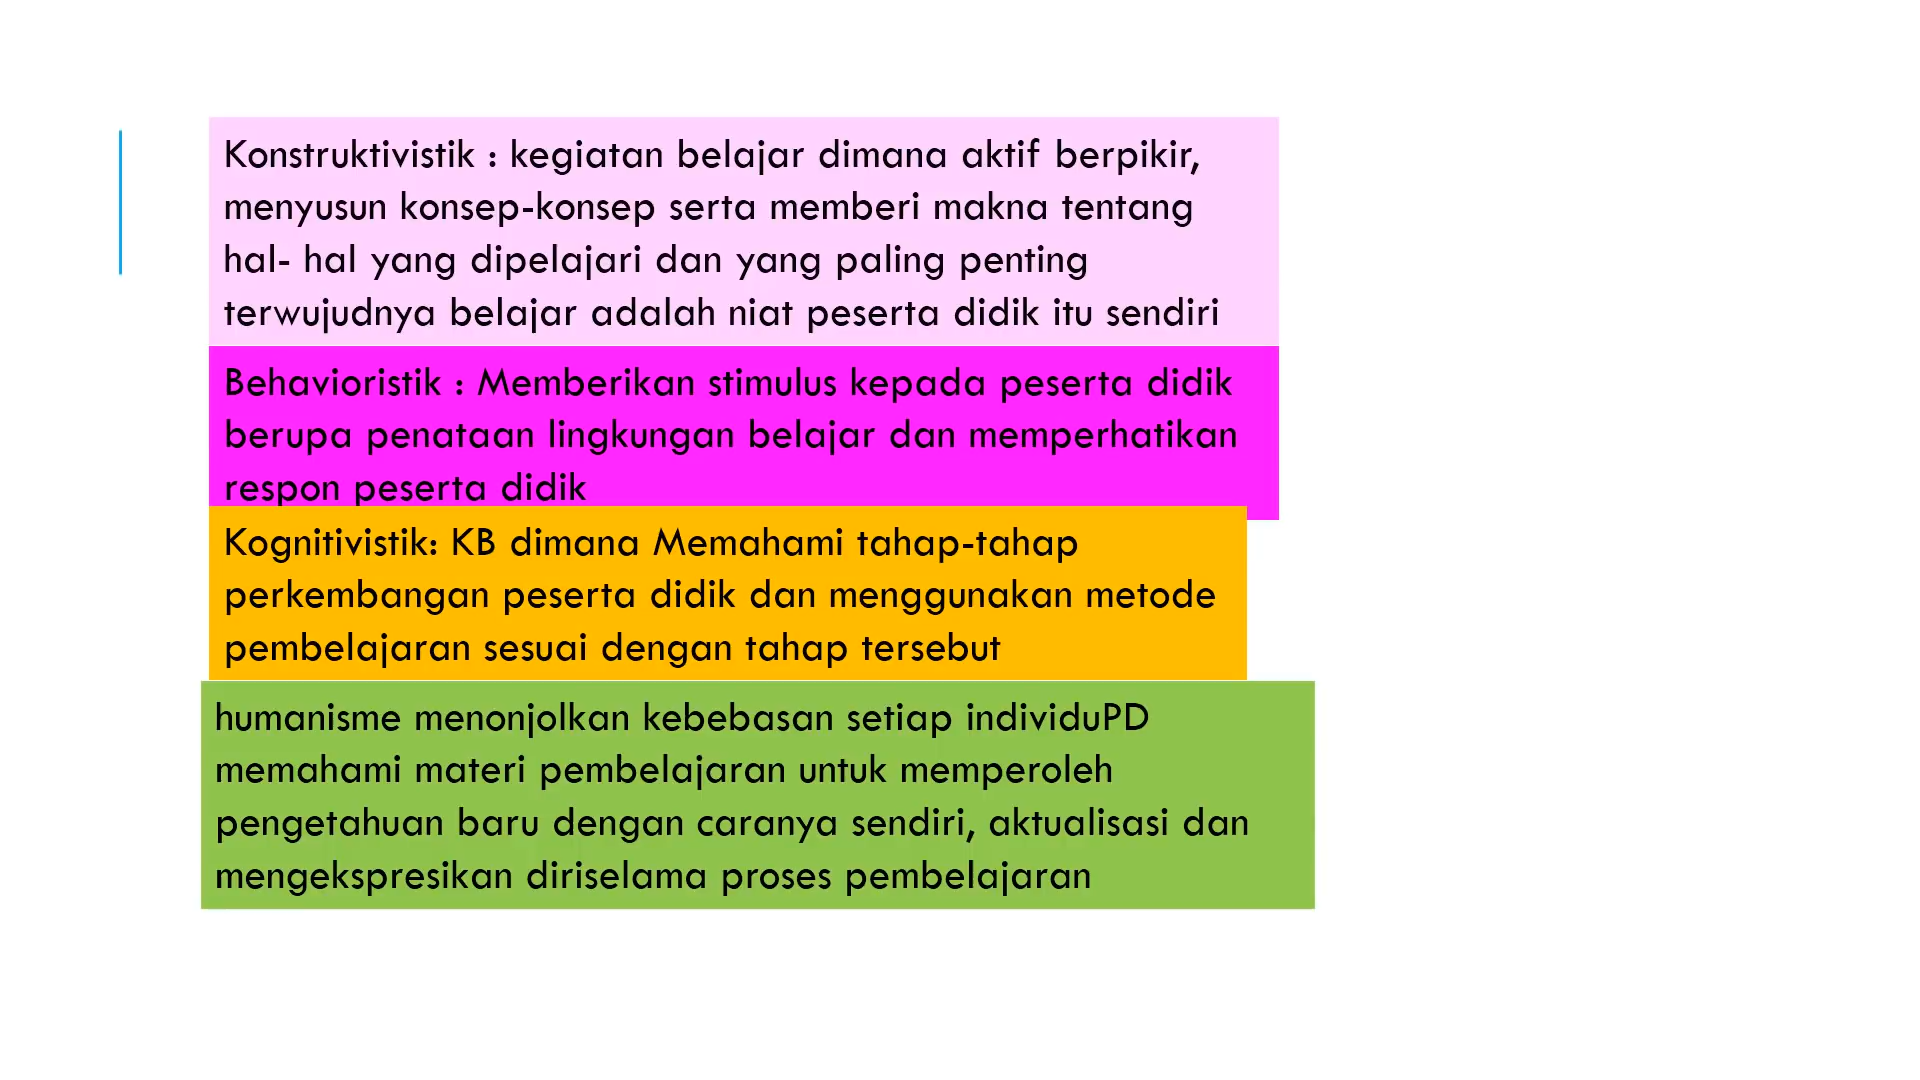 Konstruktivistik : kegiatan belajar dimana aktif berpikir,
menyusun konsep-konsep serta memberi makna tentang
hal- hal yang dipelajari dan yang paling penting
terwujudnya belajar adalah niat peserta didik itu sendiri
Behavioristik : Memberikan stimulus kepada peserta didik
berupa penataan lingkungan belajar dan memperhatikan
respon peserta didik
Kognitivistik: KB dimana Memahami tahap-tahap
perkembangan peserta didik dan menggunakan metode
pembelajaran sesuai dengan tahap tersebut
humanisme menonjolkan kebebasan setiap individuPD
memahami materi pembelajaran untuk memperoleh
pengetahuan baru dengan caranya sendiri, aktualisasi dan
mengekspresikan diriselama proses pembelajaran